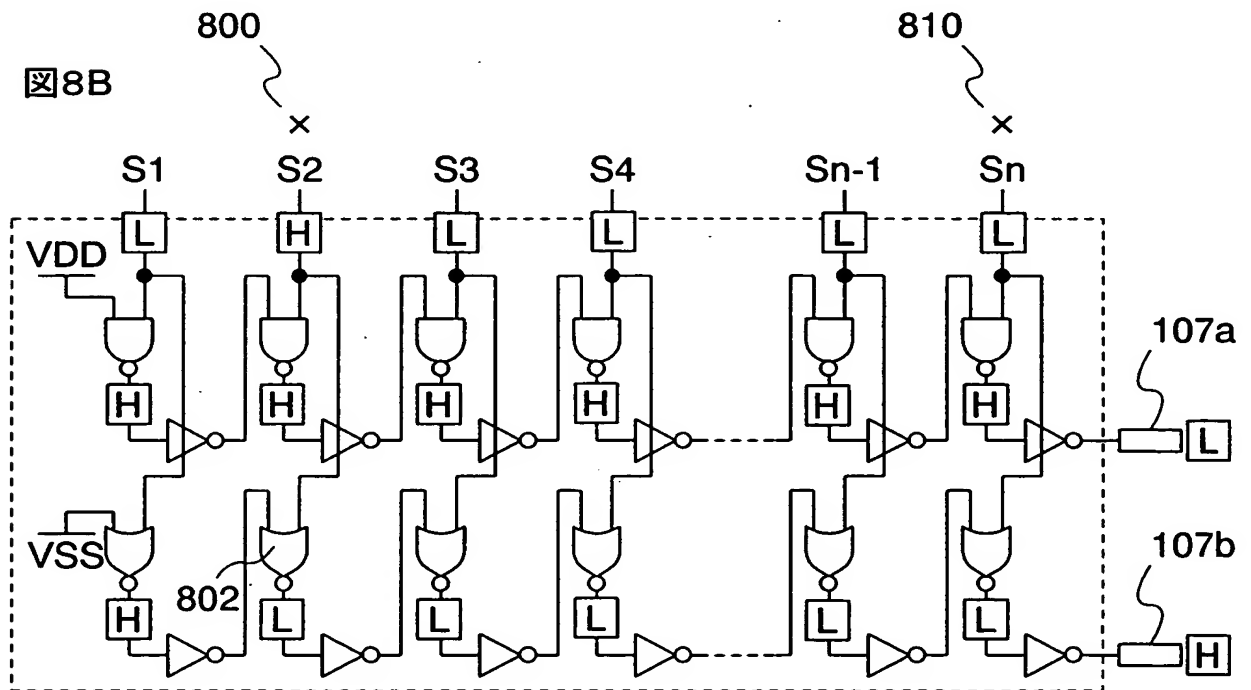 800 810
図8B
× ×
S1 S2 S3 S4 Sn-1 Sn
L H L L L L
VDD
107a
H H H H H H
L
VSS
107b
802
H L L L L L
H